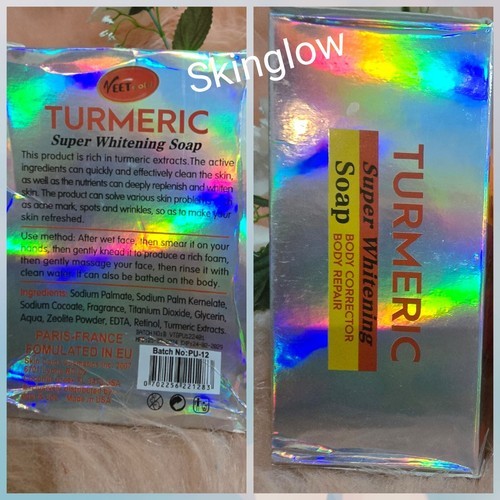 Skinglow
TURMERIC
Super Whitening Soap
This product is rich in turmeric extracts.The active
ingredients can quickly and effectively clean the skin,
as well as the nutrients can deeply replenish and whiten
skin. The product can solve various skin
as acne mark, spots and wrinkles, so as to make your
skin refreshed.
Use method: After wet face, then smear it on your
hands, then gently knead it to produce a rich foam,
then gently massage your face, then rinse it with
clean water it can also be bathed on the body.
Ingredients: Sodium Palmate, Sodium Palm Kemelate,
Sodium Cocoate, Fragrance, Titanium Dioxide, Glycerin,
Aqua, Zeolite Powder, EDTA, Retinol, Turmeric Extracts.
PARIS-FRANCE
FOMULATED IN EU
Batch No:PU-12
0 702256 221283
TURMERIC
Super Whitening
Soap
BODY CORRECTOR
BODY REPAIR